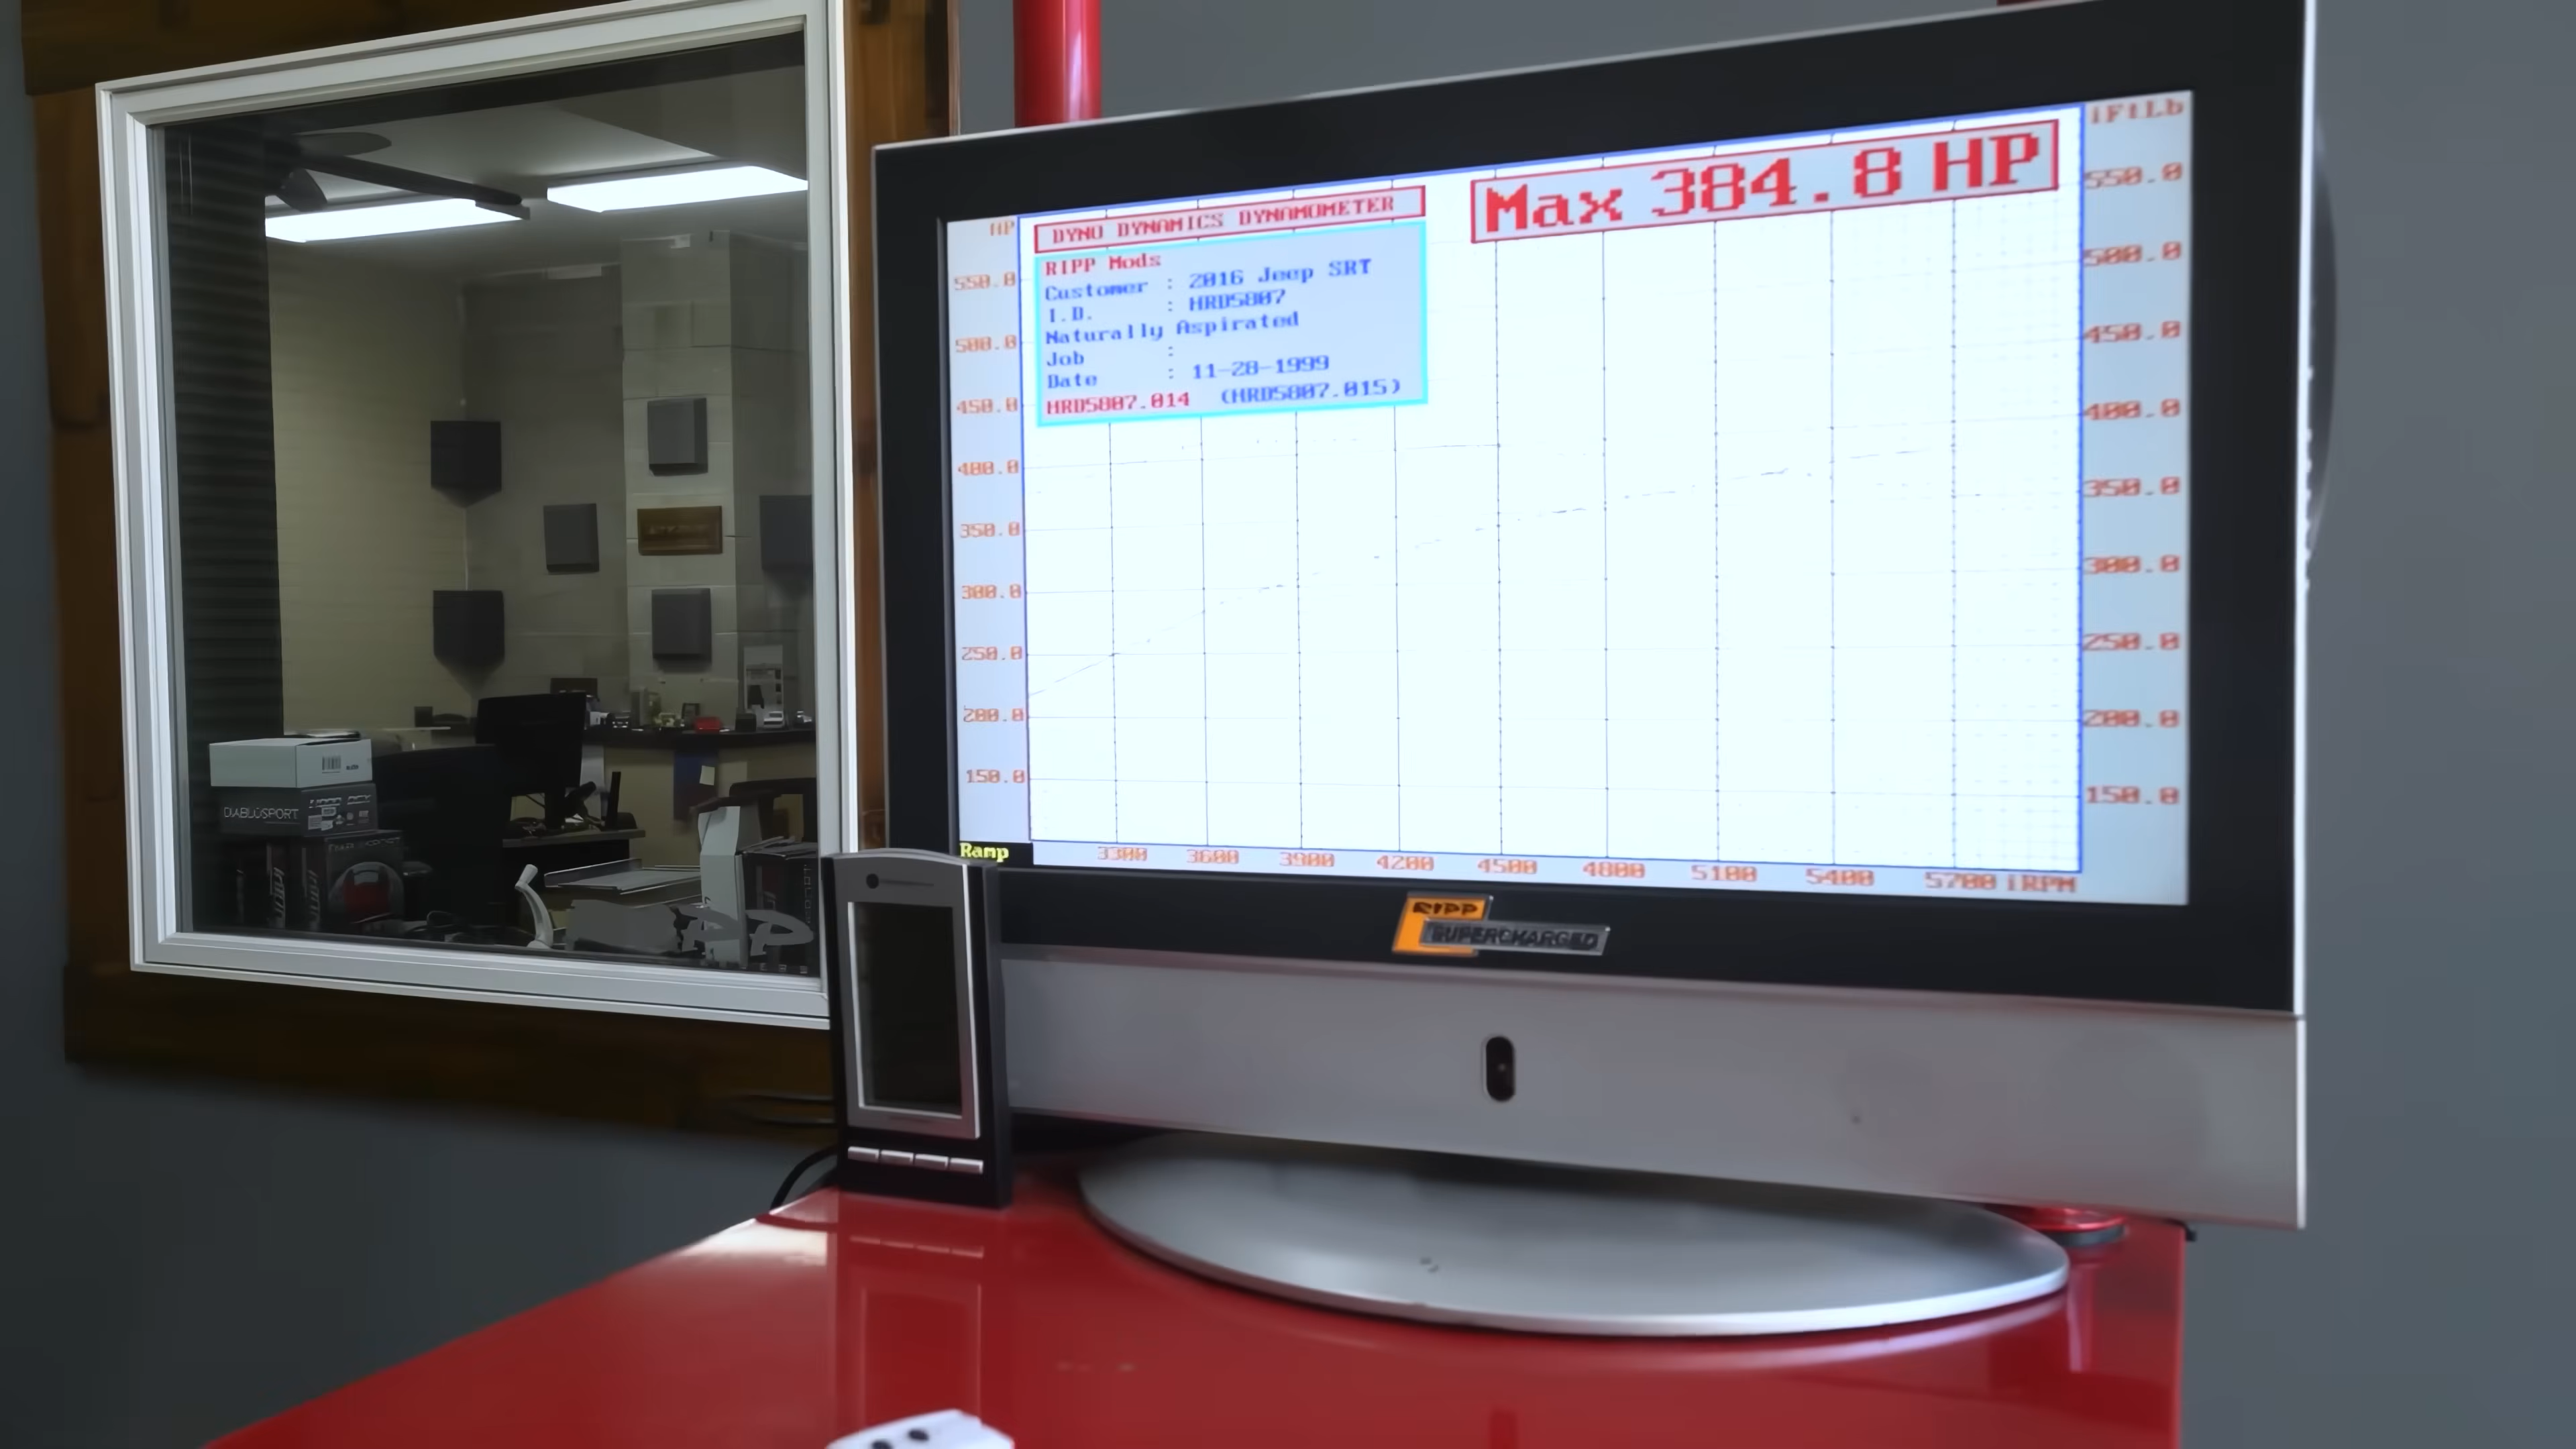 Max 384.8 HP
DYNO DYNAMICS DYNAMOMETER
RIPP Mods
Customer : 2016 Jeep SRT
I.D. : HRD5807
Naturally Aspirated
Job :
Date : 11-28-1999
HRD5807.014 (HRD5807.015)
HP
550.0
500.0
450.0
400.0
350.0
300.0
250.0
200.0
150.0
iFtLb
550.0
500.0
450.0
400.0
350.0
300.0
250.0
200.0
150.0
Ramp
3300 3600 3900 4200 4500 4800 5100 5400 5700 iRPM
RIPP
SUPERCHARGED
DIABLOSPORT